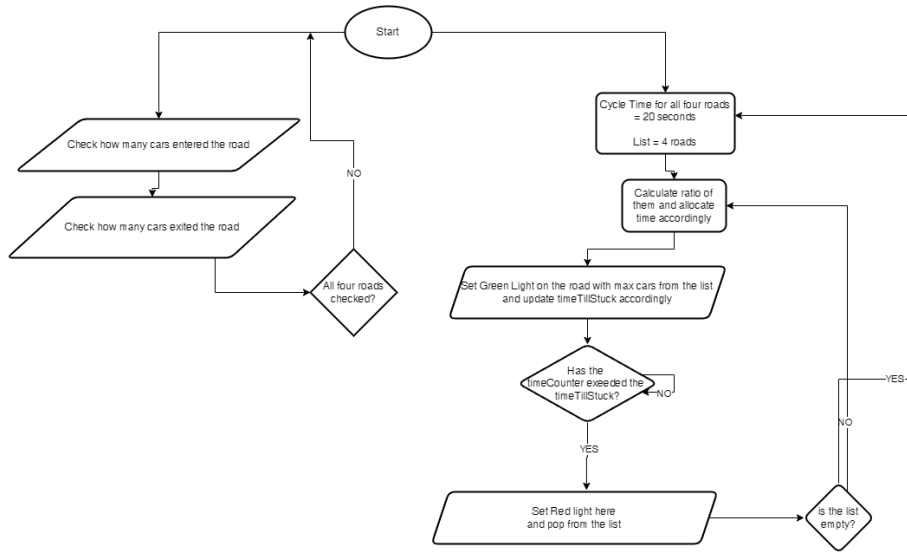 Start
Check how many cars entered the road
Check how many cars exited the road
All four roads
checked?
NO
Cycle Time for all four roads
= 20 seconds
List = 4 roads
Calculate ratio of
them and allocate
time accordingly
Set Green Light on the road with max cars from the list
and update timeTillStuck accordingly
Has the
timeCounter exeeded the
timeTillStuck?
NO
YES
Set Red light here
and pop from the list
is the list
empty?
NO
YES